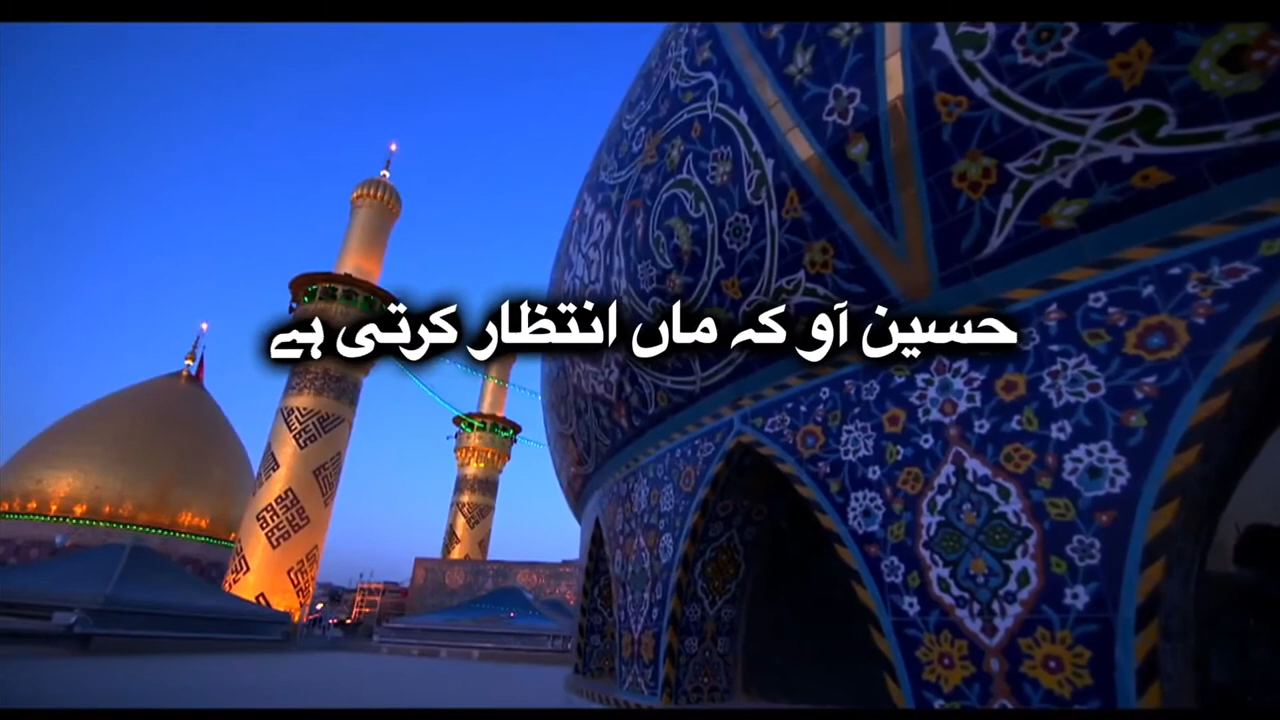 حسین آو کہ ماں انتظار کرتی ہے